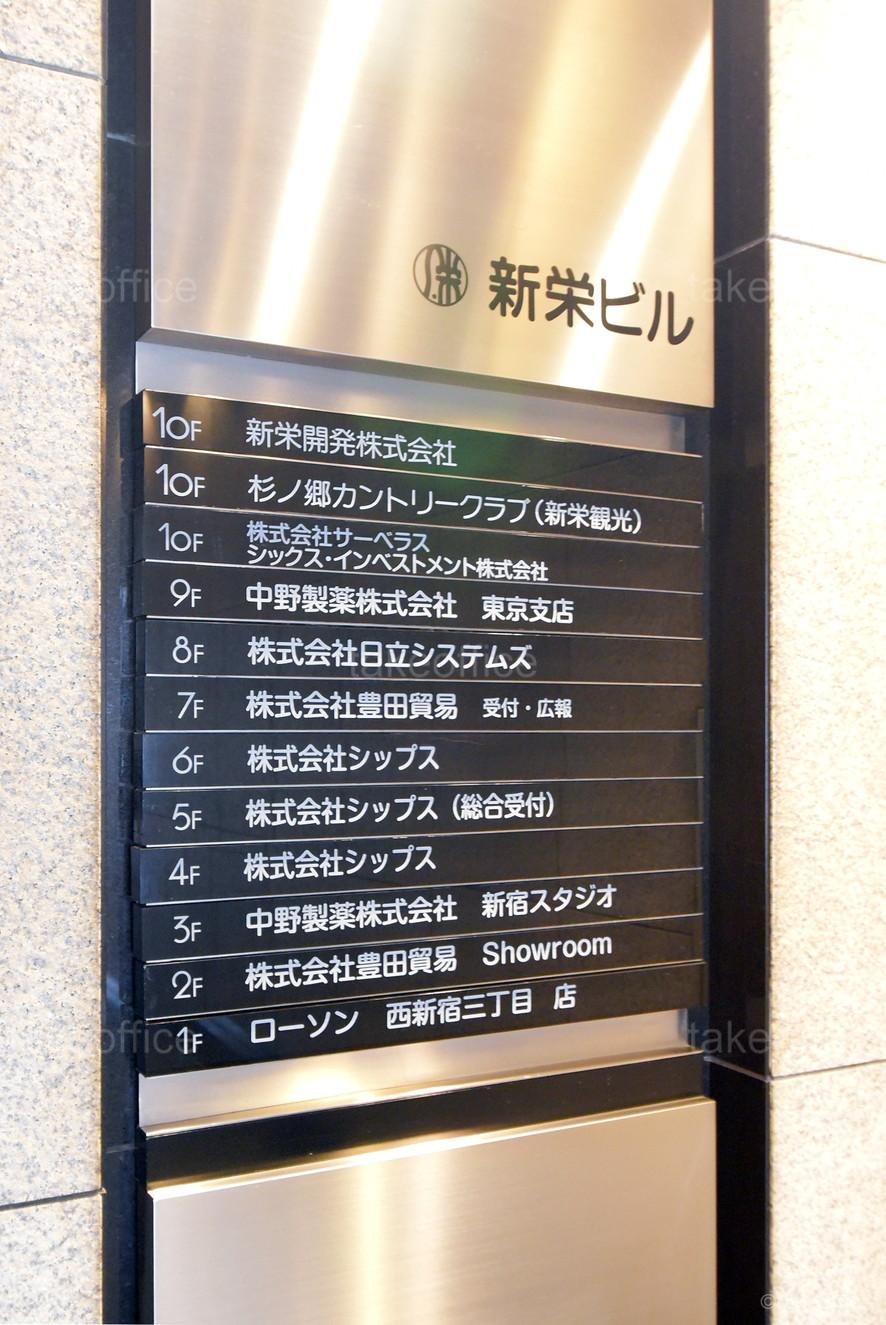 新栄ビル
10F 新栄開発株式会社
10F 杉ノ郷カントリークラブ(新栄観光)
10F 株式会社サーベラス
シックス・インベストメント株式会社
9F 中野製薬株式会社 東京支店
8F 株式会社日立システムズ
7F 株式会社豊田貿易 受付・広報
6F 株式会社シップス
5F 株式会社シップス(総合受付)
4F 株式会社シップス
3F 中野製薬株式会社 新宿スタジオ
2F 株式会社豊田貿易 Showroom
1F ローソン 西新宿三丁目 店
takeoffice